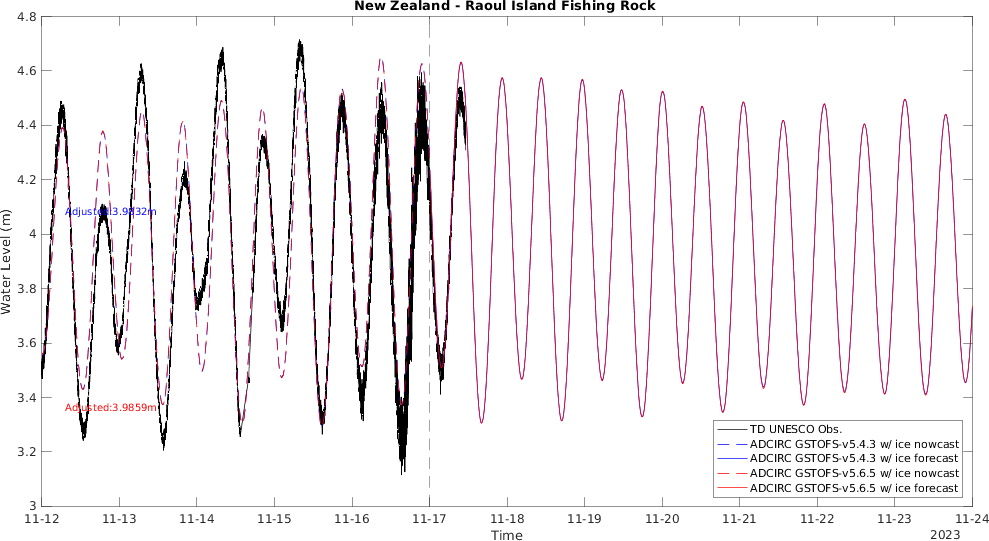 New Zealand - Raoul Island Fishing Rock
4.8
4.6
4.4
4.2
4
3.8
3.6
3.4
3.2
3
Water Level (m)
Adjusted:3.9832m
Adjusted:3.9859m
TD UNESCO Obs.
ADCIRC GSTOFS-v5.4.3 w/ ice nowcast
ADCIRC GSTOFS-v5.4.3 w/ ice forecast
ADCIRC GSTOFS-v5.6.5 w/ ice nowcast
ADCIRC GSTOFS-v5.6.5 w/ ice forecast
11-12 11-13 11-14 11-15 11-16 11-17 11-18 11-19 11-20 11-21 11-22 11-23 11-24
Time
2023